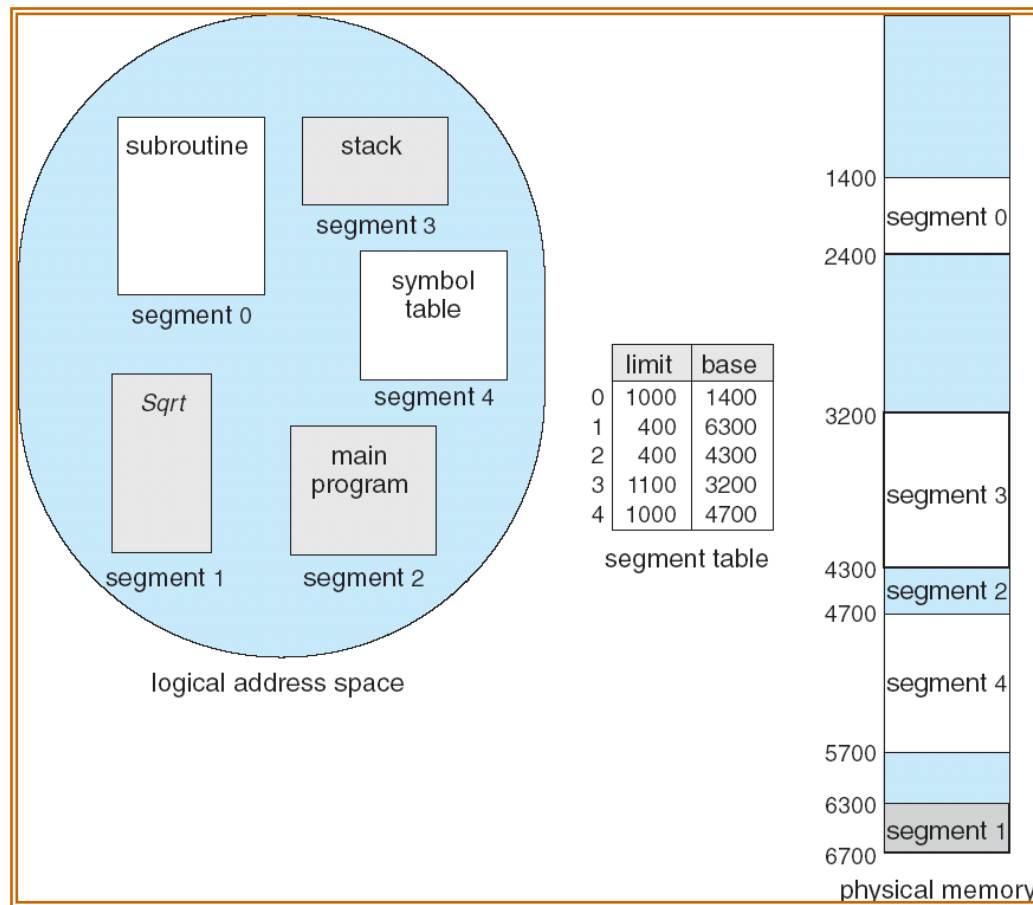 subroutine
segment 0
stack
segment 3
symbol
table
segment 4
Sqrt
segment 1
main
program
segment 2
logical address space
limit base
0 1000 1400
1 400 6300
2 400 4300
3 1100 3200
4 1000 4700
segment table
1400
segment 0
2400
3200
segment 3
4300
segment 2
4700
segment 4
5700
6300
segment 1
6700
physical memory